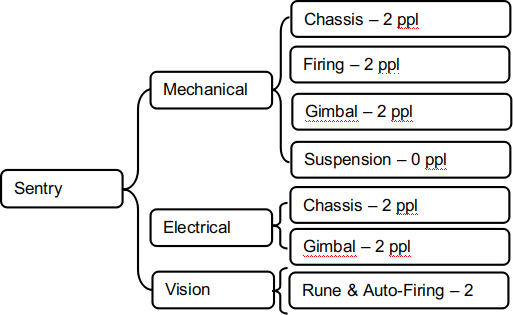 Sentry
Mechanical
Chassis – 2 ppl
Firing – 2 ppl
Gimbal – 2 ppl
Suspension – 0 ppl
Electrical
Chassis – 2 ppl
Gimbal – 2 ppl
Vision
Rune & Auto-Firing – 2